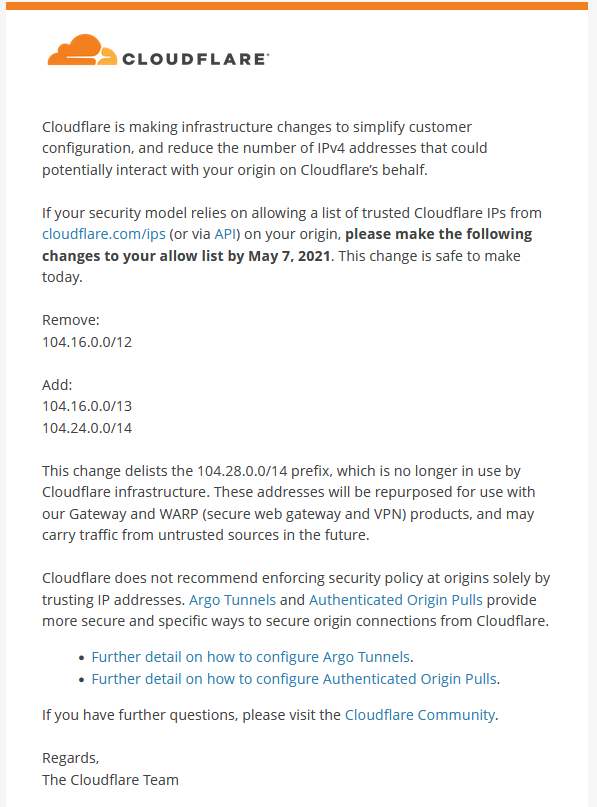 CLOUDFLARE
Cloudflare is making infrastructure changes to simplify customer
configuration, and reduce the number of IPv4 addresses that could
potentially interact with your origin on Cloudflare’s behalf.
If your security model relies on allowing a list of trusted Cloudflare IPs from
cloudflare.com/ips (or via API) on your origin, please make the following
changes to your allow list by May 7, 2021. This change is safe to make
today.
Remove:
104.16.0.0/12
Add:
104.16.0.0/13
104.24.0.0/14
This change delists the 104.28.0.0/14 prefix, which is no longer in use by
Cloudflare infrastructure. These addresses will be repurposed for use with
our Gateway and WARP (secure web gateway and VPN) products, and may
carry traffic from untrusted sources in the future.
Cloudflare does not recommend enforcing security policy at origins solely by
trusting IP addresses. Argo Tunnels and Authenticated Origin Pulls provide
more secure and specific ways to secure origin connections from Cloudflare.
• Further detail on how to configure Argo Tunnels.
• Further detail on how to configure Authenticated Origin Pulls.
If you have further questions, please visit the Cloudflare Community.
Regards,
The Cloudflare Team